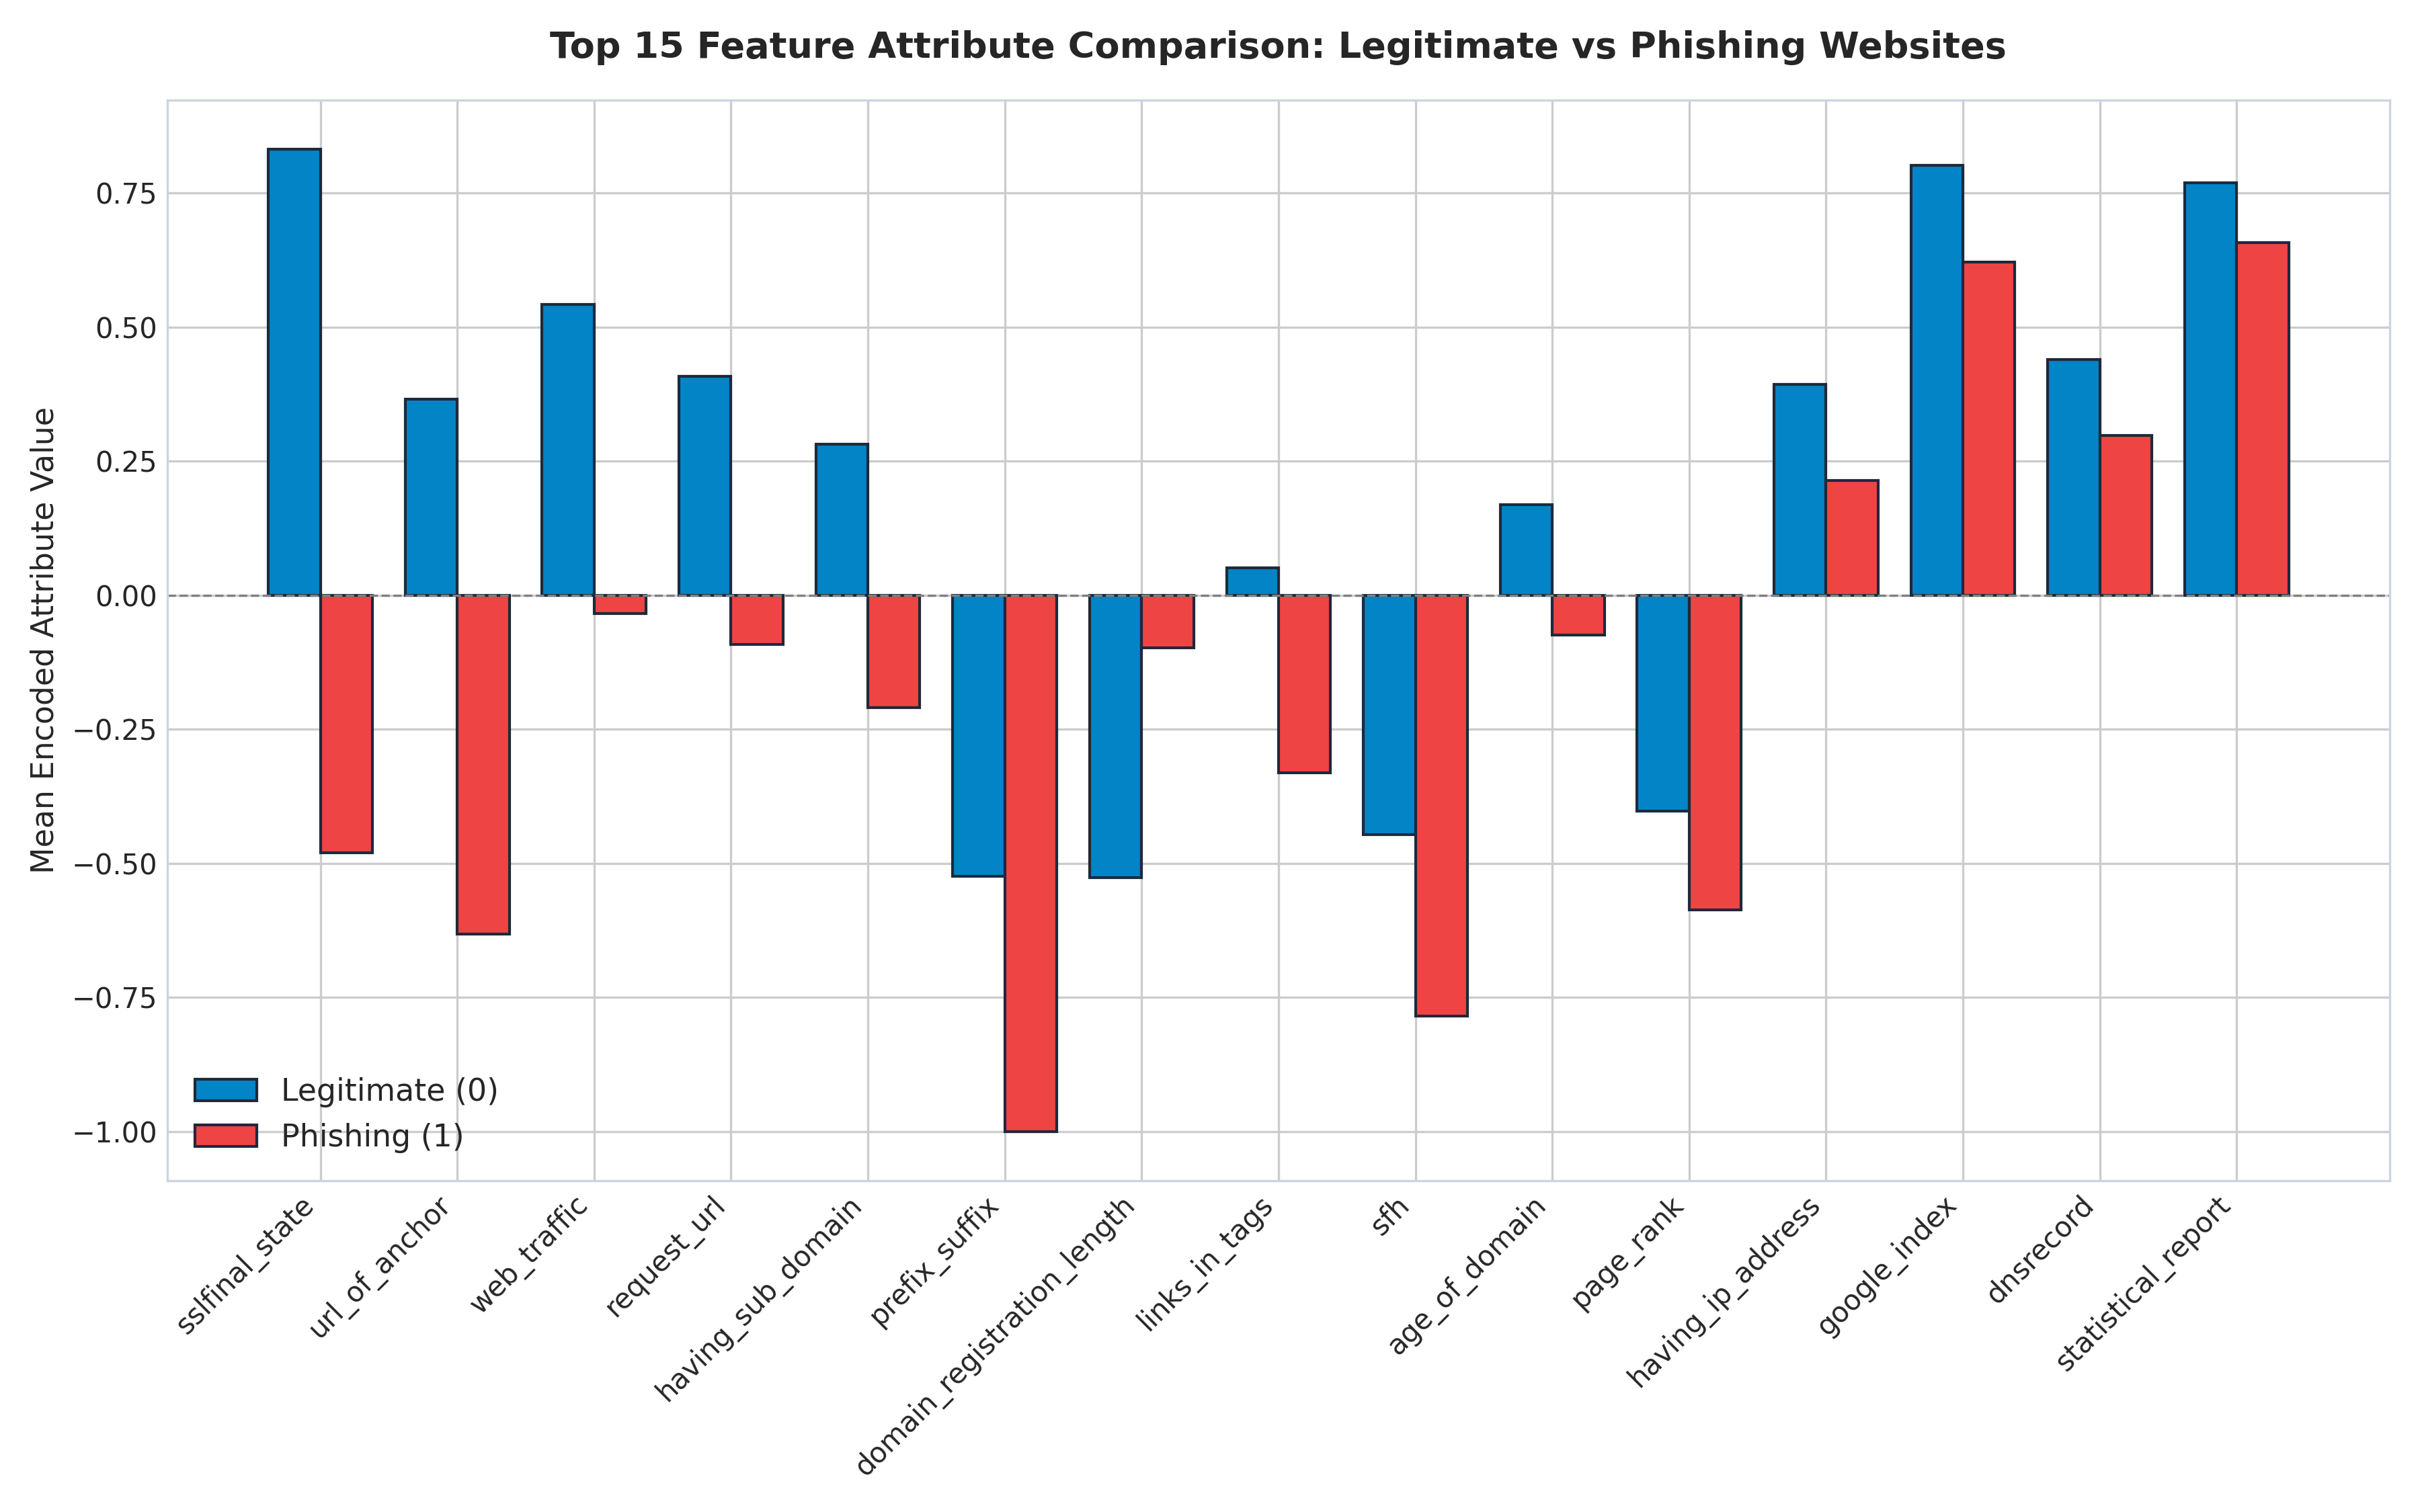 Top 15 Feature Attribute Comparison: Legitimate vs Phishing Websites
Mean Encoded Attribute Value
0.75
0.50
0.25
0.00
−0.25
−0.50
−0.75
−1.00
Legitimate (0)
Phishing (1)
sslfinal_state
url_of_anchor
web_traffic
request_url
having_sub_domain
prefix_suffix
domain_registration_length
links_in_tags
sfh
age_of_domain
page_rank
having_ip_address
google_index
dnsrecord
statistical_report